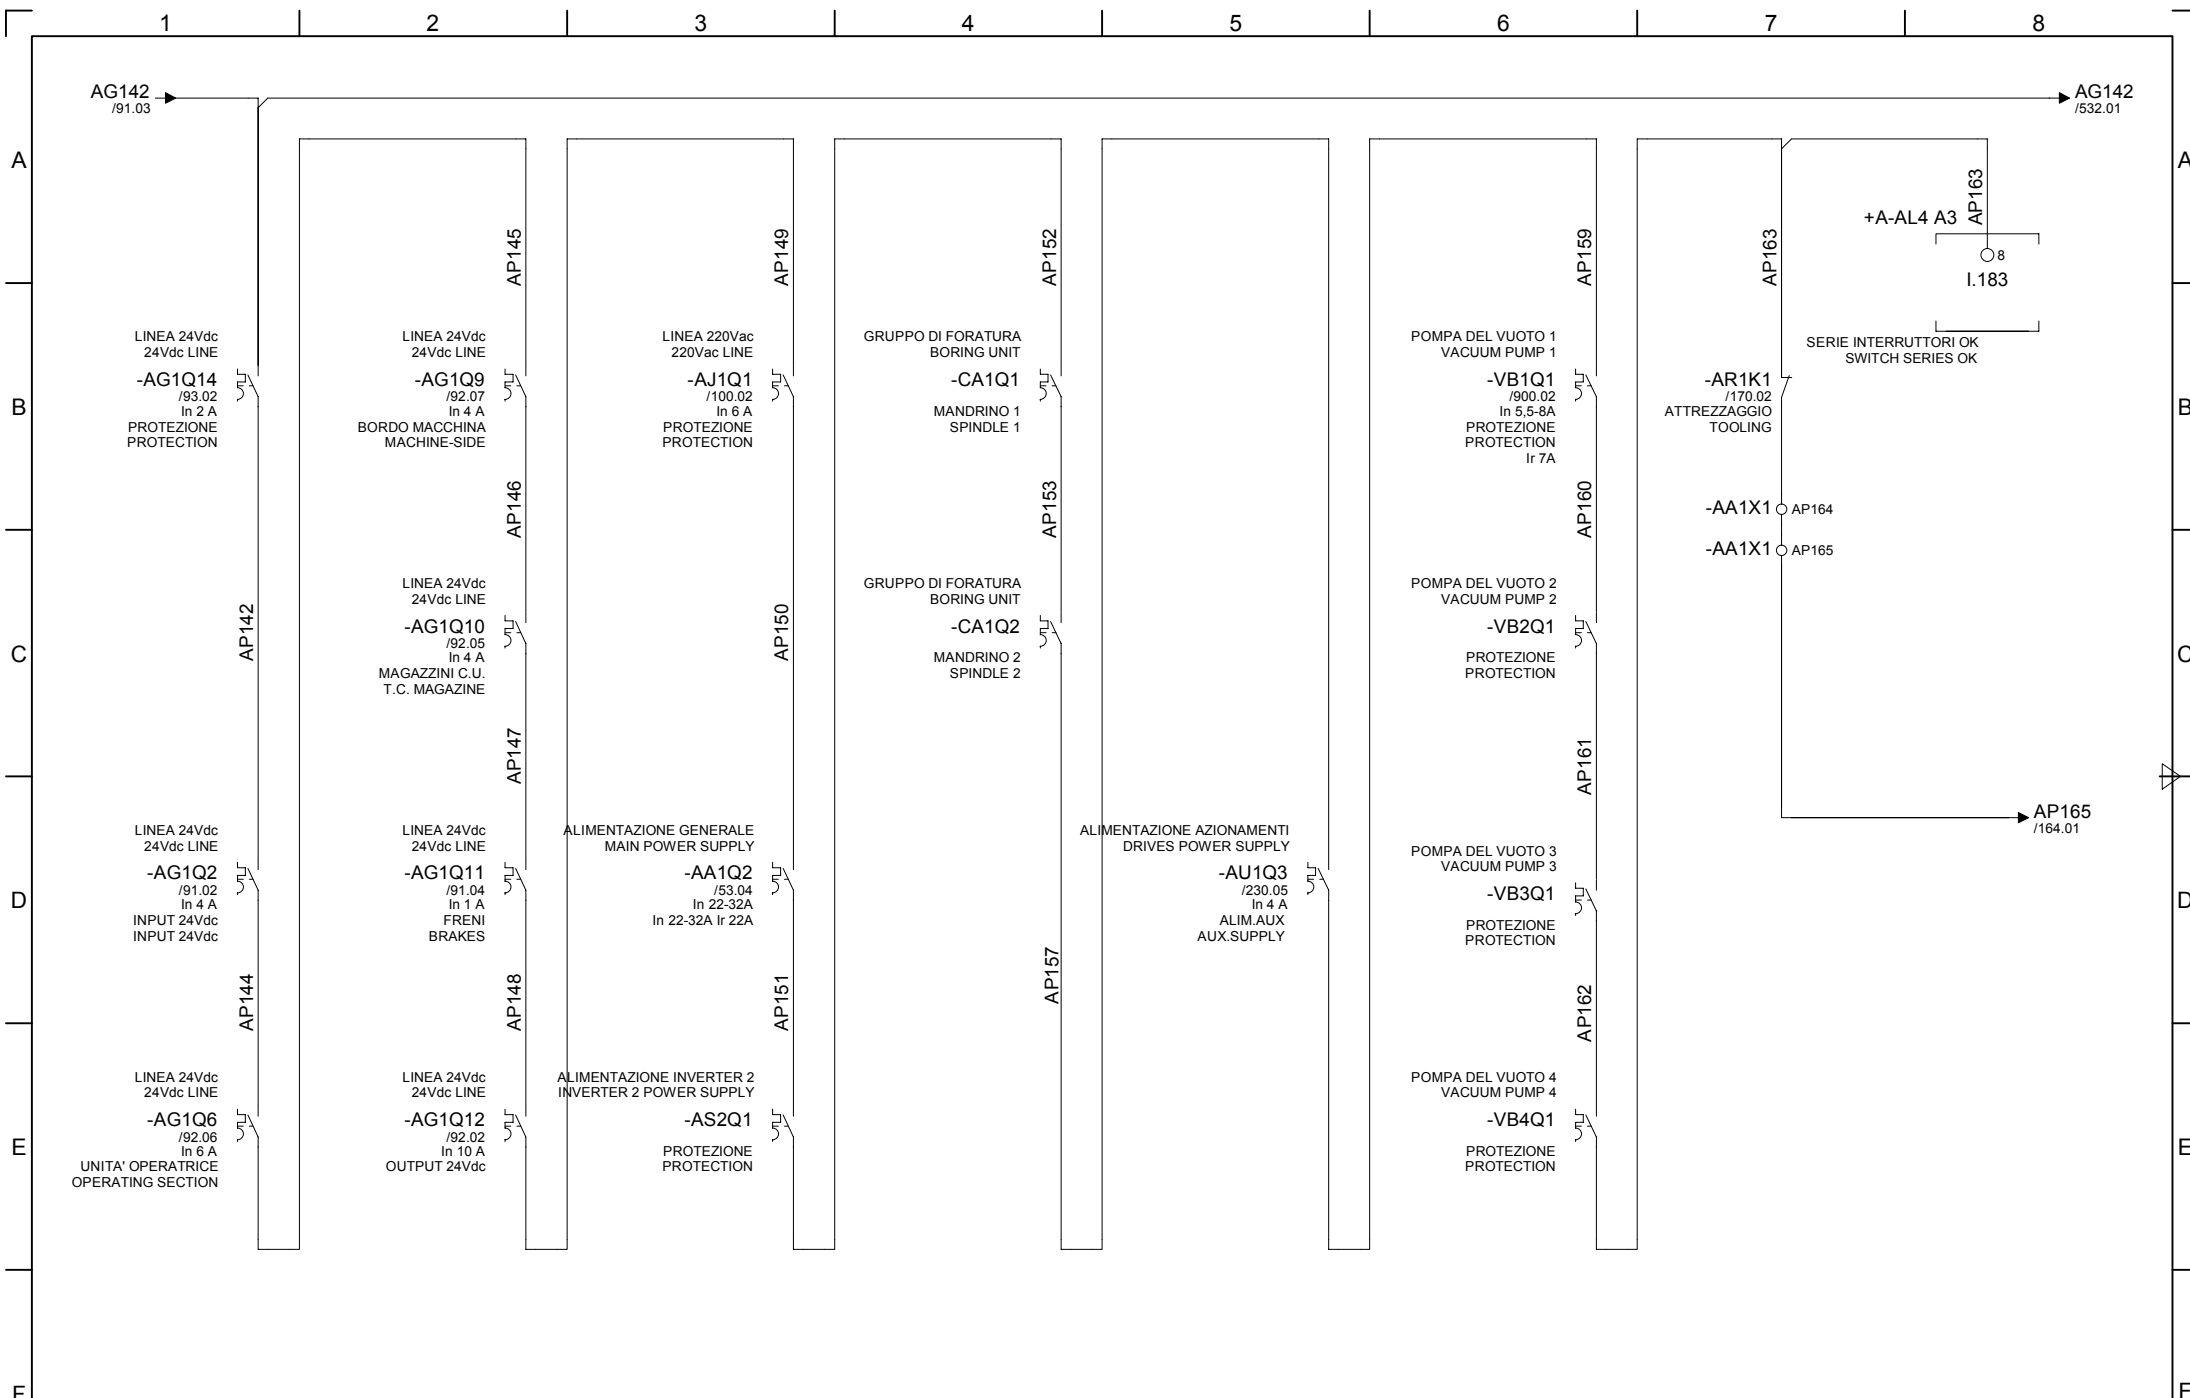 1 2 3 4 5 6 7 8
AG142
/91.03
AG142
/532.01
A
A
AP145
AP149
AP152
AP159
AP163
AP163
+A-AL4 A3
8
I.183
SERIE INTERRUTTORI OK
SWITCH SERIES OK
B
B
LINEA 24Vdc
24Vdc LINE
-AG1Q14
/93.02
In 2 A
PROTEZIONE
PROTECTION
LINEA 24Vdc
24Vdc LINE
-AG1Q9
/92.07
In 4 A
BORDO MACCHINA
MACHINE-SIDE
LINEA 220Vac
220Vac LINE
-AJ1Q1
/100.02
In 6 A
PROTEZIONE
PROTECTION
GRUPPO DI FORATURA
BORING UNIT
-CA1Q1
MANDRINO 1
SPINDLE 1
POMPA DEL VUOTO 1
VACUUM PUMP 1
-VB1Q1
/900.02
In 5,5-8A
PROTEZIONE
PROTECTION
Ir 7A
-AR1K1
/170.02
ATTREZZAGGIO
TOOLING
AP146
AP153
AP160
-AA1X1 AP164
-AA1X1 AP165
C
C
AP142
LINEA 24Vdc
24Vdc LINE
-AG1Q10
/92.05
In 4 A
MAGAZZINI C.U.
T.C. MAGAZINE
AP150
GRUPPO DI FORATURA
BORING UNIT
-CA1Q2
MANDRINO 2
SPINDLE 2
POMPA DEL VUOTO 2
VACUUM PUMP 2
-VB2Q1
PROTEZIONE
PROTECTION
AP147
AP161
AP165
/164.01
D
D
LINEA 24Vdc
24Vdc LINE
-AG1Q2
/91.02
In 4 A
INPUT 24Vdc
INPUT 24Vdc
LINEA 24Vdc
24Vdc LINE
-AG1Q11
/91.04
In 1 A
FRENI
BRAKES
ALIMENTAZIONE GENERALE
MAIN POWER SUPPLY
-AA1Q2
/53.04
In 22-32A
In 22-32A Ir 22A
ALIMENTAZIONE AZIONAMENTI
DRIVES POWER SUPPLY
-AU1Q3
/230.05
In 4 A
ALIM.AUX
AUX.SUPPLY
POMPA DEL VUOTO 3
VACUUM PUMP 3
-VB3Q1
PROTEZIONE
PROTECTION
AP144
AP148
AP151
AP157
AP162
E
E
LINEA 24Vdc
24Vdc LINE
-AG1Q6
/92.06
In 6 A
UNITA' OPERATRICE
OPERATING SECTION
LINEA 24Vdc
24Vdc LINE
-AG1Q12
/92.02
In 10 A
OUTPUT 24Vdc
ALIMENTAZIONE INVERTER 2
INVERTER 2 POWER SUPPLY
-AS2Q1
PROTEZIONE
PROTECTION
POMPA DEL VUOTO 4
VACUUM PUMP 4
-VB4Q1
PROTEZIONE
PROTECTION
F
F